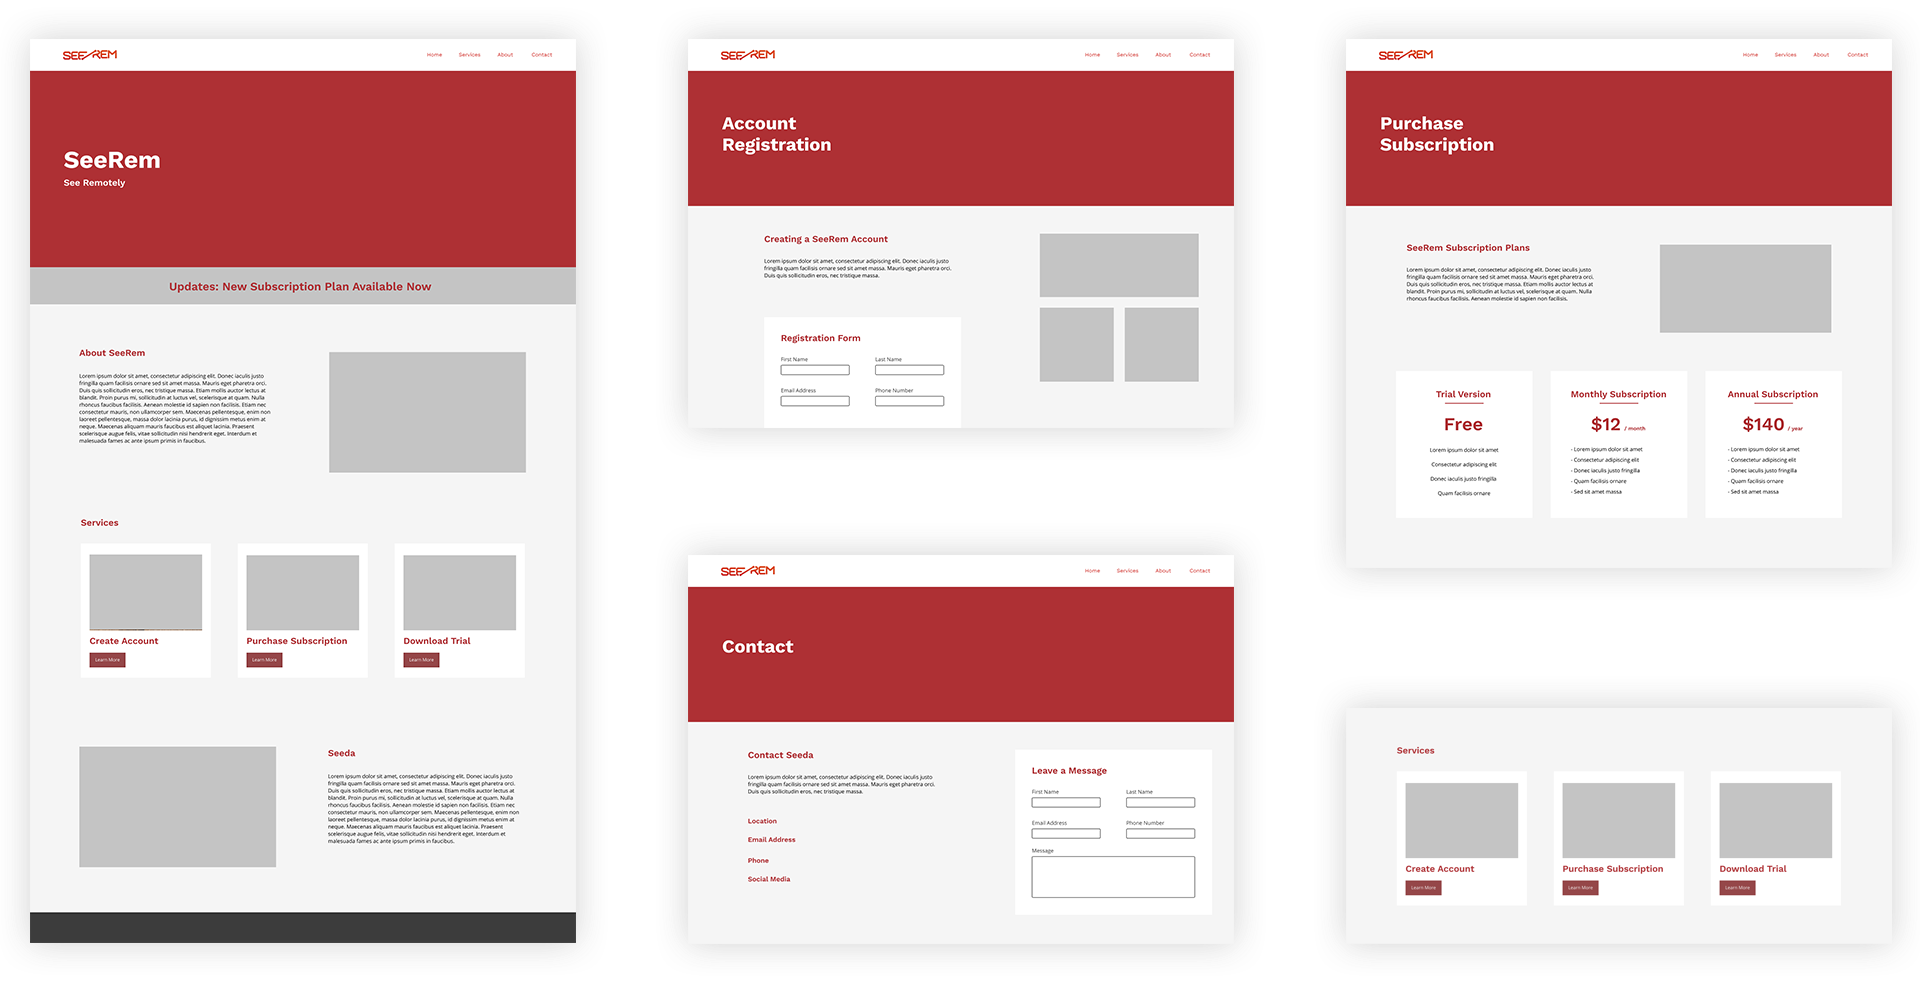 SEEREM
Home Services About Contact
SeeRem
See Remotely
Updates: New Subscription Plan Available Now
About SeeRem
Lorem ipsum dolor sit amet, consectetur adipiscing elit. Donec iaculis justo
fringilla quam facilisis ornare sed sit amet massa. Mauris eget pharetra orci.
Duis quis sollicitudin eros, nec tristique massa. Etiam mollis auctor lectus at
blandit. Proin purus mi, sollicitudin at luctus vel, scelerisque at quam. Nulla
rhoncus faucibus facilisis. Aenean molestie id sapien non facilisis. Etiam nec
consectetur mauris, non ullamcorper sem. Maecenas pellentesque, enim non
laoreet pellentesque, massa dolor lacinia purus, id dignissim metus enim at
neque. Maecenas aliquam mauris faucibus est aliquet lacinia. Praesent
scelerisque augue felis, vitae sollicitudin nisi hendrerit eget. Interdum et
malesuada fames ac ante ipsum primis in faucibus.
Services
Create Account
Learn More
Purchase Subscription
Learn More
Download Trial
Learn More
Seeda
Lorem ipsum dolor sit amet, consectetur adipiscing elit. Donec iaculis justo
fringilla quam facilisis ornare sed sit amet massa. Mauris eget pharetra orci.
Duis quis sollicitudin eros, nec tristique massa. Etiam mollis auctor lectus at
blandit. Proin purus mi, sollicitudin at luctus vel, scelerisque at quam. Nulla
rhoncus faucibus facilisis. Aenean molestie id sapien non facilisis. Etiam nec
consectetur mauris, non ullamcorper sem. Maecenas pellentesque, enim non
laoreet pellentesque, massa dolor lacinia purus, id dignissim metus enim at
neque. Maecenas aliquam mauris faucibus est aliquet lacinia. Praesent
scelerisque augue felis, vitae sollicitudin nisi hendrerit eget. Interdum et
malesuada fames ac ante ipsum primis in faucibus.
SEEREM
Home Services About Contact
Account
Registration
Creating a SeeRem Account
Lorem ipsum dolor sit amet, consectetur adipiscing elit. Donec iaculis justo
fringilla quam facilisis ornare sed sit amet massa. Mauris eget pharetra orci.
Duis quis sollicitudin eros, nec tristique massa.
Registration Form
First Name Last Name
Email Address Phone Number
SEEREM
Home Services About Contact
Contact
Contact Seeda
Lorem ipsum dolor sit amet, consectetur adipiscing elit. Donec iaculis justo
fringilla quam facilisis ornare sed sit amet massa. Mauris eget pharetra orci.
Duis quis sollicitudin eros, nec tristique massa.
Location
Email Address
Phone
Social Media
Leave a Message
First Name Last Name
Email Address Phone Number
Message
SEEREM
Home Services About Contact
Purchase
Subscription
SeeRem Subscription Plans
Lorem ipsum dolor sit amet, consectetur adipiscing elit. Donec iaculis justo
fringilla quam facilisis ornare sed sit amet massa. Mauris eget pharetra orci.
Duis quis sollicitudin eros, nec tristique massa. Etiam mollis auctor lectus at
blandit. Proin purus mi, sollicitudin at luctus vel, scelerisque at quam. Nulla
rhoncus faucibus facilisis. Aenean molestie id sapien non facilisis.
Trial Version
Free
Lorem ipsum dolor sit amet
Consectetur adipiscing elit
Donec iaculis justo fringilla
Quam facilisis ornare
Monthly Subscription
$12 / month
- Lorem ipsum dolor sit amet
- Consectetur adipiscing elit
- Donec iaculis justo fringilla
- Quam facilisis ornare
- Sed sit amet massa
Annual Subscription
$140 / year
- Lorem ipsum dolor sit amet
- Consectetur adipiscing elit
- Donec iaculis justo fringilla
- Quam facilisis ornare
- Sed sit amet massa
Services
Create Account
Learn More
Purchase Subscription
Learn More
Download Trial
Learn More